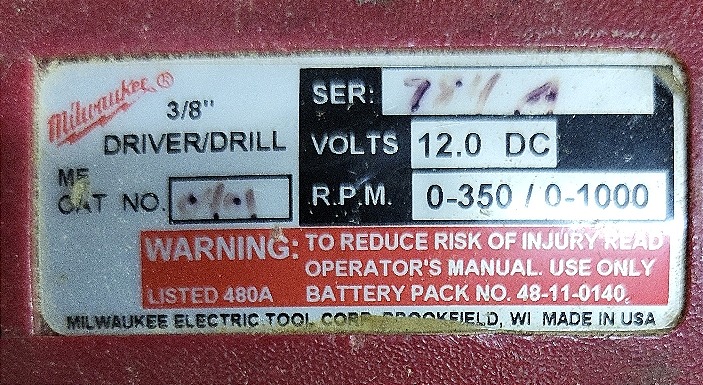 Milwaukee®
3/8"
DRIVER/DRILL
CAT NO.
SER:
VOLTS 12.0 DC
R.P.M. 0-350 / 0-1000
WARNING: TO REDUCE RISK OF INJURY READ
OPERATOR'S MANUAL. USE ONLY
LISTED 480A BATTERY PACK NO. 48-11-0140.
MILWAUKEE ELECTRIC TOOL CORP. BROOKFIELD, WI MADE IN USA